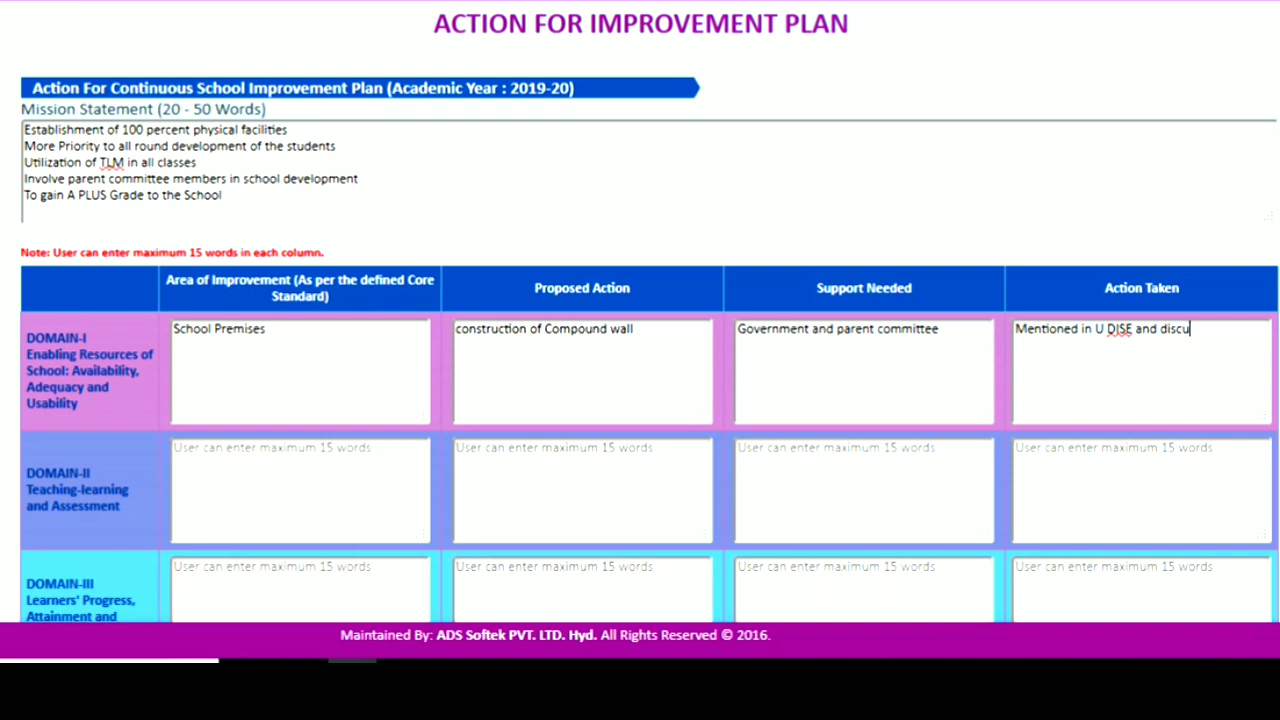 ACTION FOR IMPROVEMENT PLAN
Action For Continuous School Improvement Plan (Academic Year : 2019-20)
Mission Statement (20 - 50 Words)
Establishment of 100 percent physical facilities
More Priority to all round development of the students
Utilization of TLM in all classes
Involve parent committee members in school development
To gain A PLUS Grade to the School
Note: User can enter maximum 15 words in each column.
Area of Improvement (As per the defined Core
Standard)
Proposed Action
Support Needed
Action Taken
DOMAIN-I
Enabling Resources of
School: Availability,
Adequacy and
Usability
School Premises
construction of Compound wall
Government and parent committee
Mentioned in U DISE and discu
DOMAIN-II
Teaching-learning
and Assessment
User can enter maximum 15 words
User can enter maximum 15 words
User can enter maximum 15 words
User can enter maximum 15 words
DOMAIN-III
Learners' Progress,
Attainment and
User can enter maximum 15 words
User can enter maximum 15 words
User can enter maximum 15 words
User can enter maximum 15 words
Maintained By: ADS Softek PVT. LTD. Hyd. All Rights Reserved © 2016.